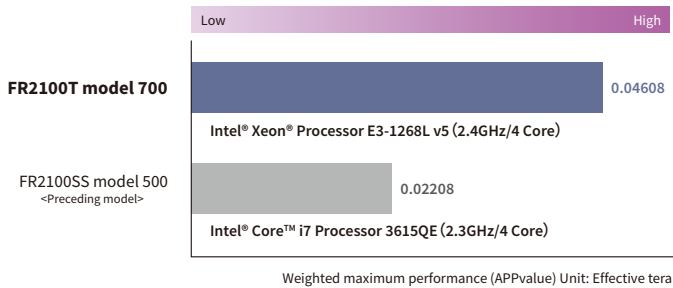 Low High
FR2100T model 700
0.04608
Intel® Xeon® Processor E3-1268L v5 (2.4GHz/4 Core)
FR2100SS model 500
<Preceding model>
0.02208
Intel® Core™ i7 Processor 3615QE (2.3GHz/4 Core)
Weighted maximum performance (APPvalue) Unit: Effective tera